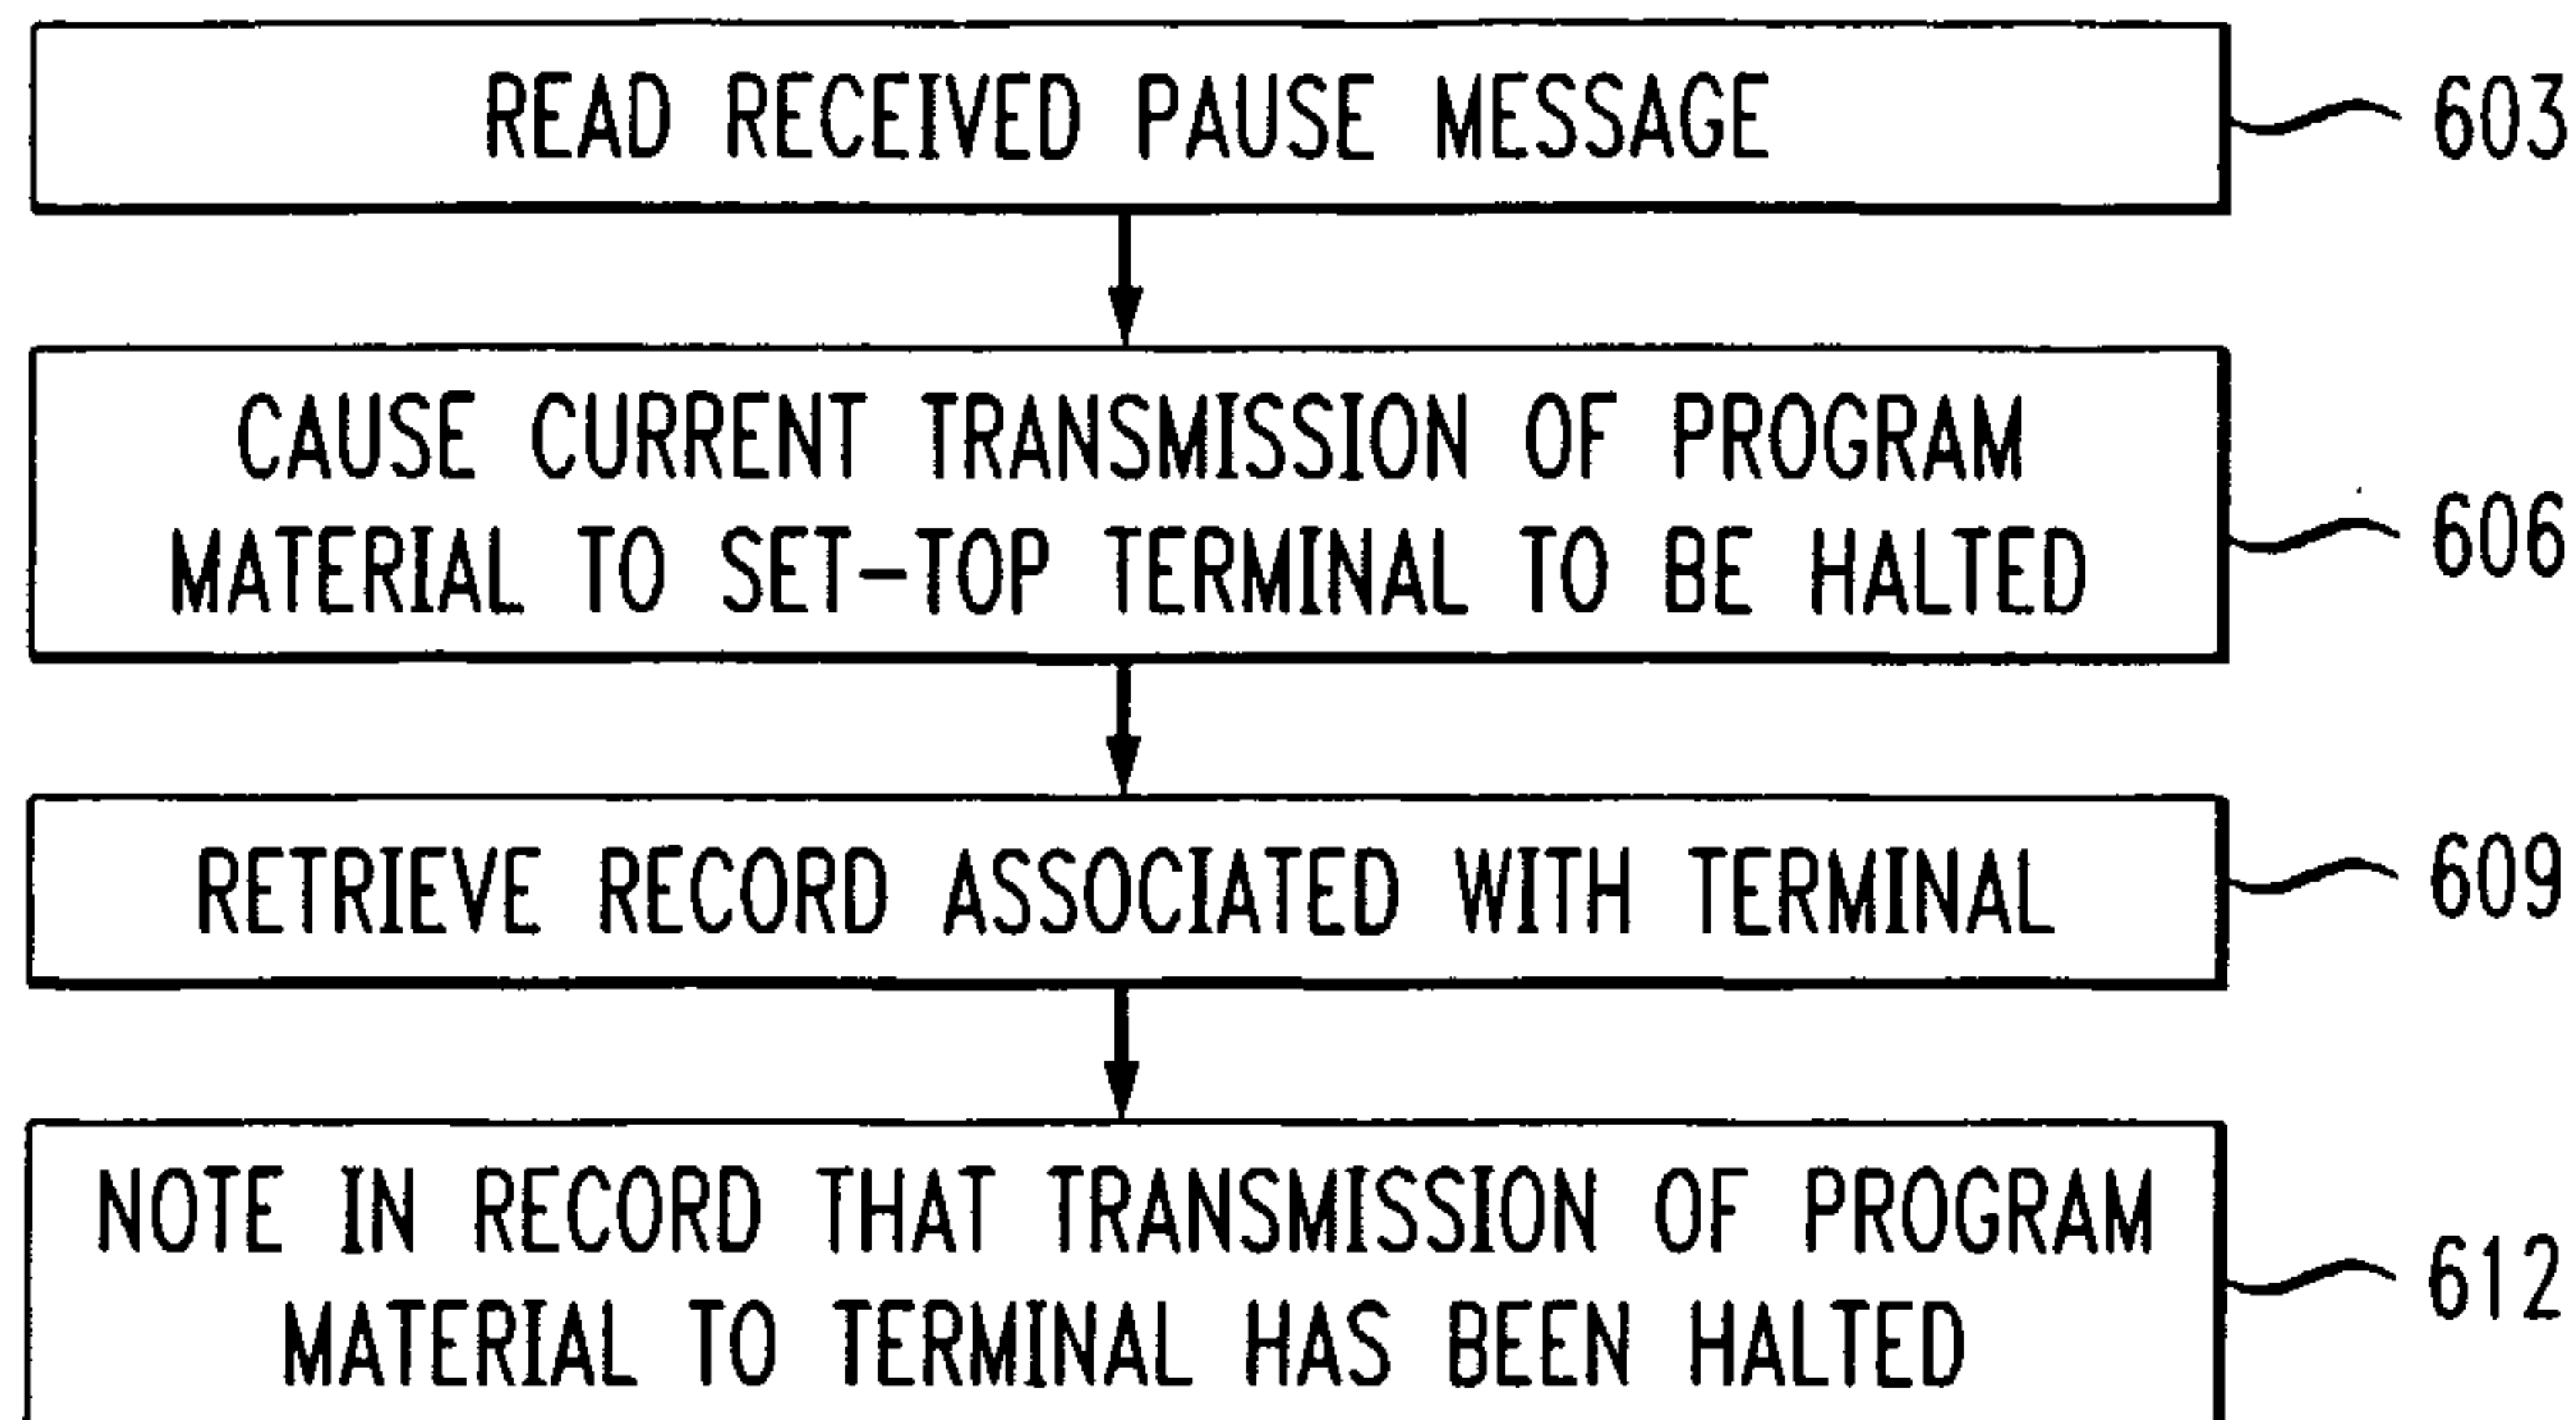 READ RECEIVED PAUSE MESSAGE
603
CAUSE CURRENT TRANSMISSION OF PROGRAM
MATERIAL TO SET-TOP TERMINAL TO BE HALTED
606
RETRIEVE RECORD ASSOCIATED WITH TERMINAL
609
NOTE IN RECORD THAT TRANSMISSION OF PROGRAM
MATERIAL TO TERMINAL HAS BEEN HALTED
612